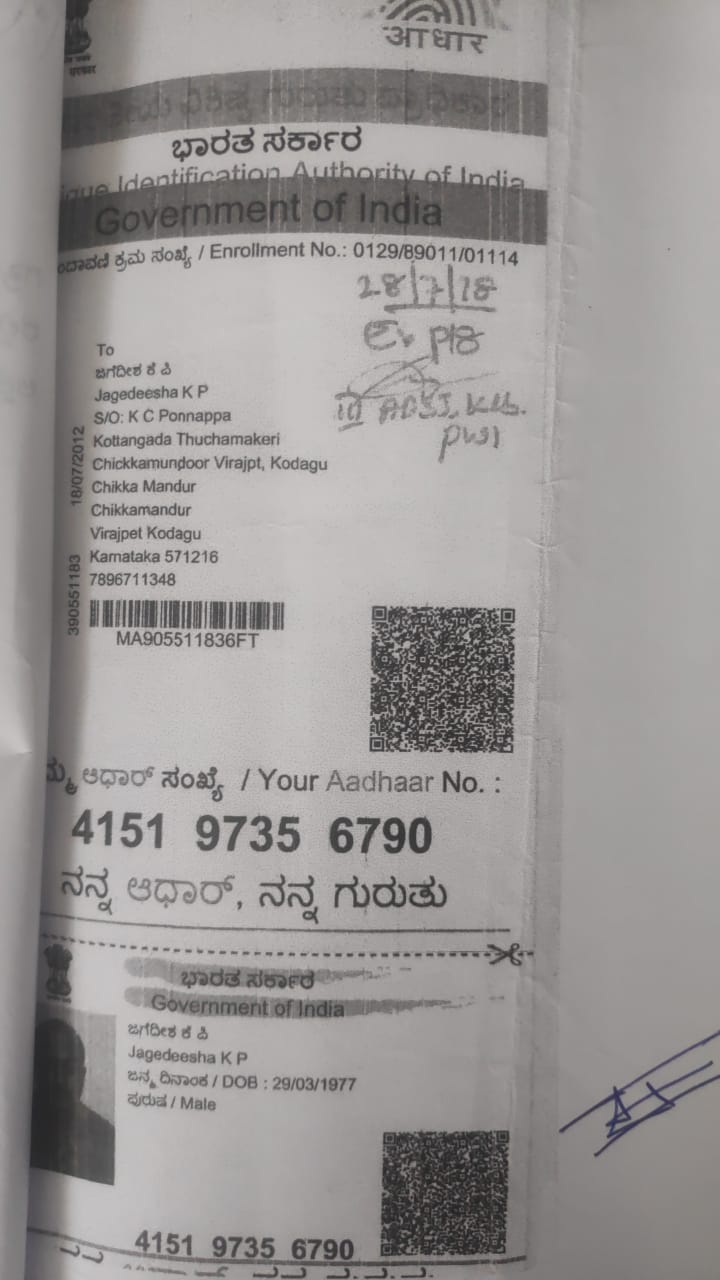 आधार
ಭಾರತ ಸರ್ಕಾರ
Identification Authority of India
Government of India
ಕ್ರಮ ಸಂಖ್ಯೆ / Enrollment No.: 0129/89011/01114
28/7/18
To
ಜಗದೀಶ ಕೆ ಪಿ
Jagedeesha K P
S/O: K C Ponnappa
Kottangada Thuchamakeri
Chickkamundoor Virajpt, Kodagu
Chikka Mandur
Chikkamandur
Virajpet Kodagu
Karnataka 571216
7896711348
390551183 18/07/2012
MA905511836FT
ಆಧಾರ್ ಸಂಖ್ಯೆ / Your Aadhaar No. :
4151 9735 6790
ನನ್ನ ಆಧಾರ್, ನನ್ನ ಗುರುತು
ಭಾರತ ಸರ್ಕಾರ
Government of India
ಜಗದೀಶ ಕೆ ಪಿ
Jagedeesha K P
ಜನ್ಮ ದಿನಾಂಕ / DOB : 29/03/1977
ಪುರುಷ / Male
4151 9735 6790